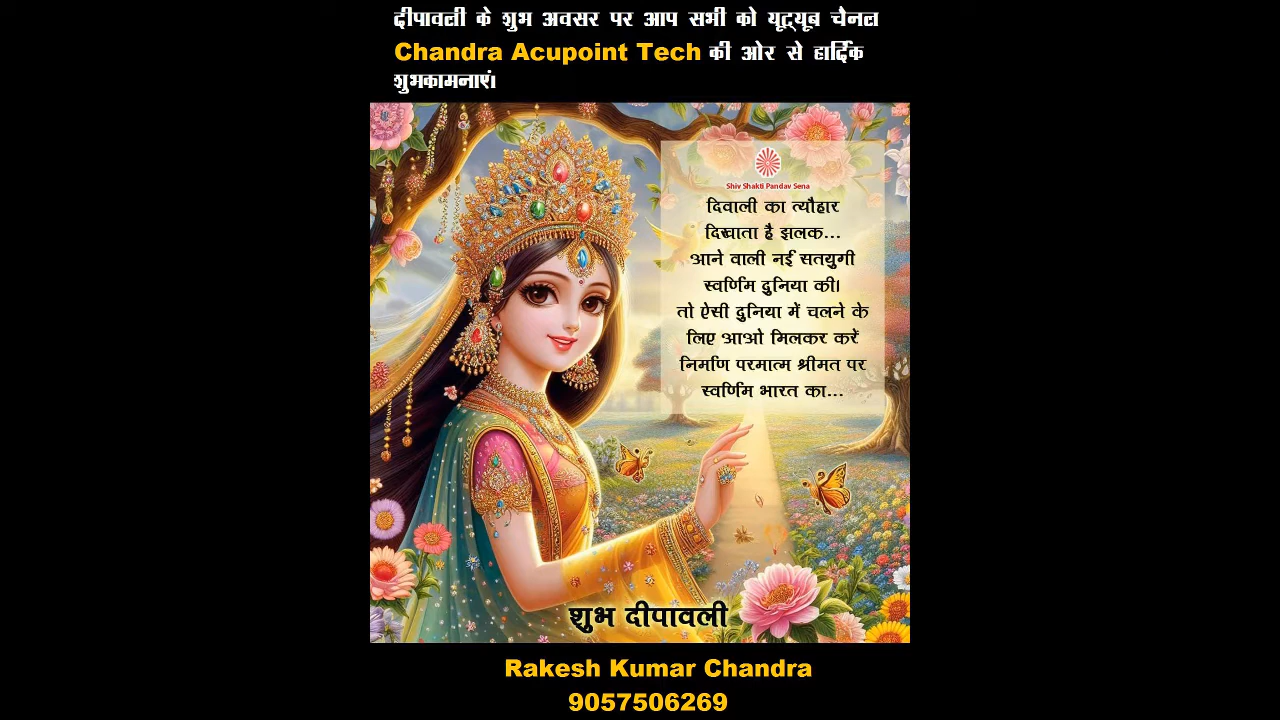 दीपावली के शुभ अवसर पर आप सभी को यूट्यूब चैनल
Chandra Acupoint Tech की ओर से हार्दिक
शुभकामनाएं।
Shiv Shakti Pandav Sena
दिवाली का त्यौहार
दिखाता है झलक...
आने वाली नई सतयुगी
स्वर्णिम दुनिया की।
तो ऐसी दुनिया में चलने के
लिए आओ मिलकर करें
निर्माण परमात्म श्रीमत पर
स्वर्णिम भारत का...
शुभ दीपावली
Rakesh Kumar Chandra
9057506269